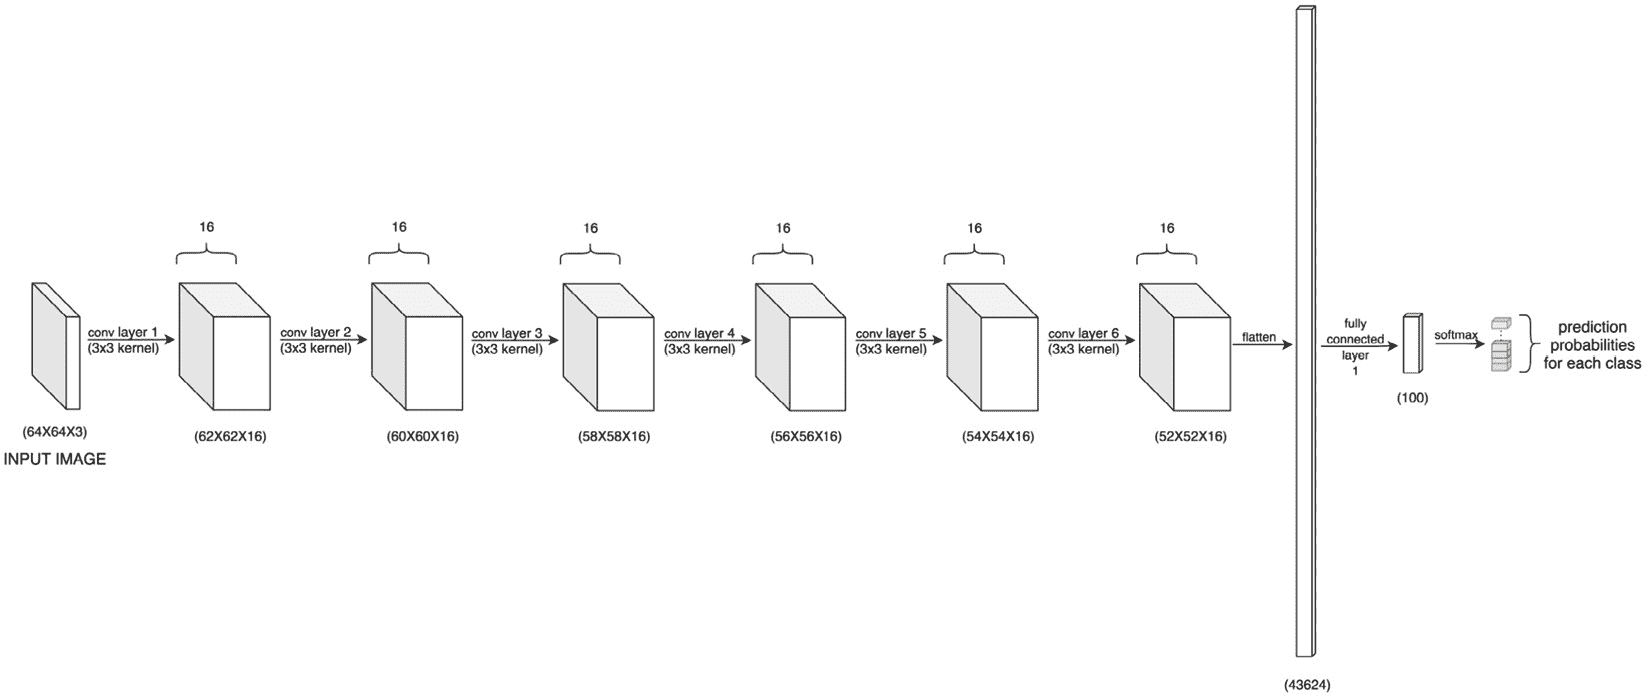 16
16
16
16
16
16
conv layer 1
(3x3 kernel)
conv layer 2
(3x3 kernel)
conv layer 3
(3x3 kernel)
conv layer 4
(3x3 kernel)
conv layer 5
(3x3 kernel)
conv layer 6
(3x3 kernel)
flatten
fully
connected
layer
1
softmax
prediction
probabilities
for each class
(64X64X3)
INPUT IMAGE
(62X62X16)
(60X60X16)
(58X58X16)
(56X56X16)
(54X54X16)
(52X52X16)
(100)
(43624)